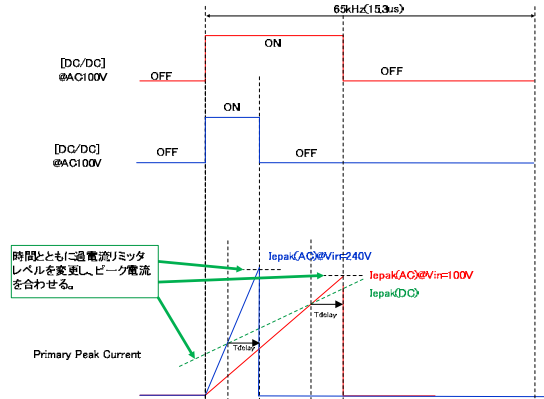 65kHz(15.3us)
ON
[DC/DC]
@AC100V
OFF
OFF
ON
[DC/DC]
@AC100V
OFF
OFF
時間とともに過電流リミッタ
レベルを変更し、ピーク電流
を合わせる。
Iepak(AC)@Vin=240V
Iepak(AC)@Vin=100V
Iepak(DC)
Tdelay
Tdelay
Primary Peak Current